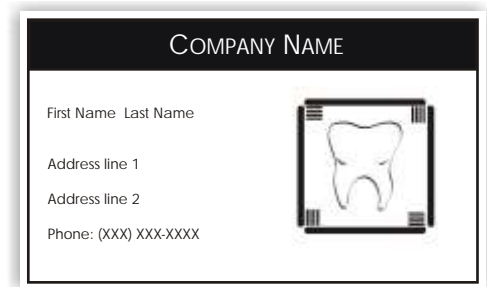 COMPANY NAME
First Name Last Name
Address line 1
Address line 2
Phone: (XXX) XXX-XXXX